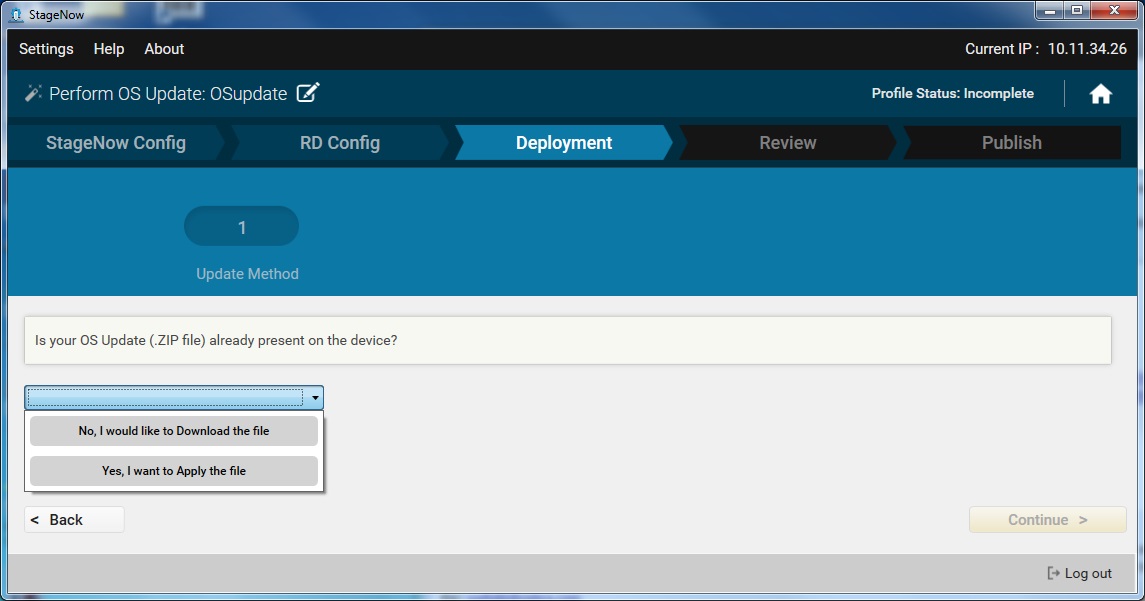 StageNow
Settings Help About Current IP : 10.11.34.26
Perform OS Update: OSupdate Profile Status: Incomplete
StageNow Config RD Config Deployment Review Publish
1
Update Method
Is your OS Update (.ZIP file) already present on the device?
No, I would like to Download the file
Yes, I want to Apply the file
< Back Continue >
Log out